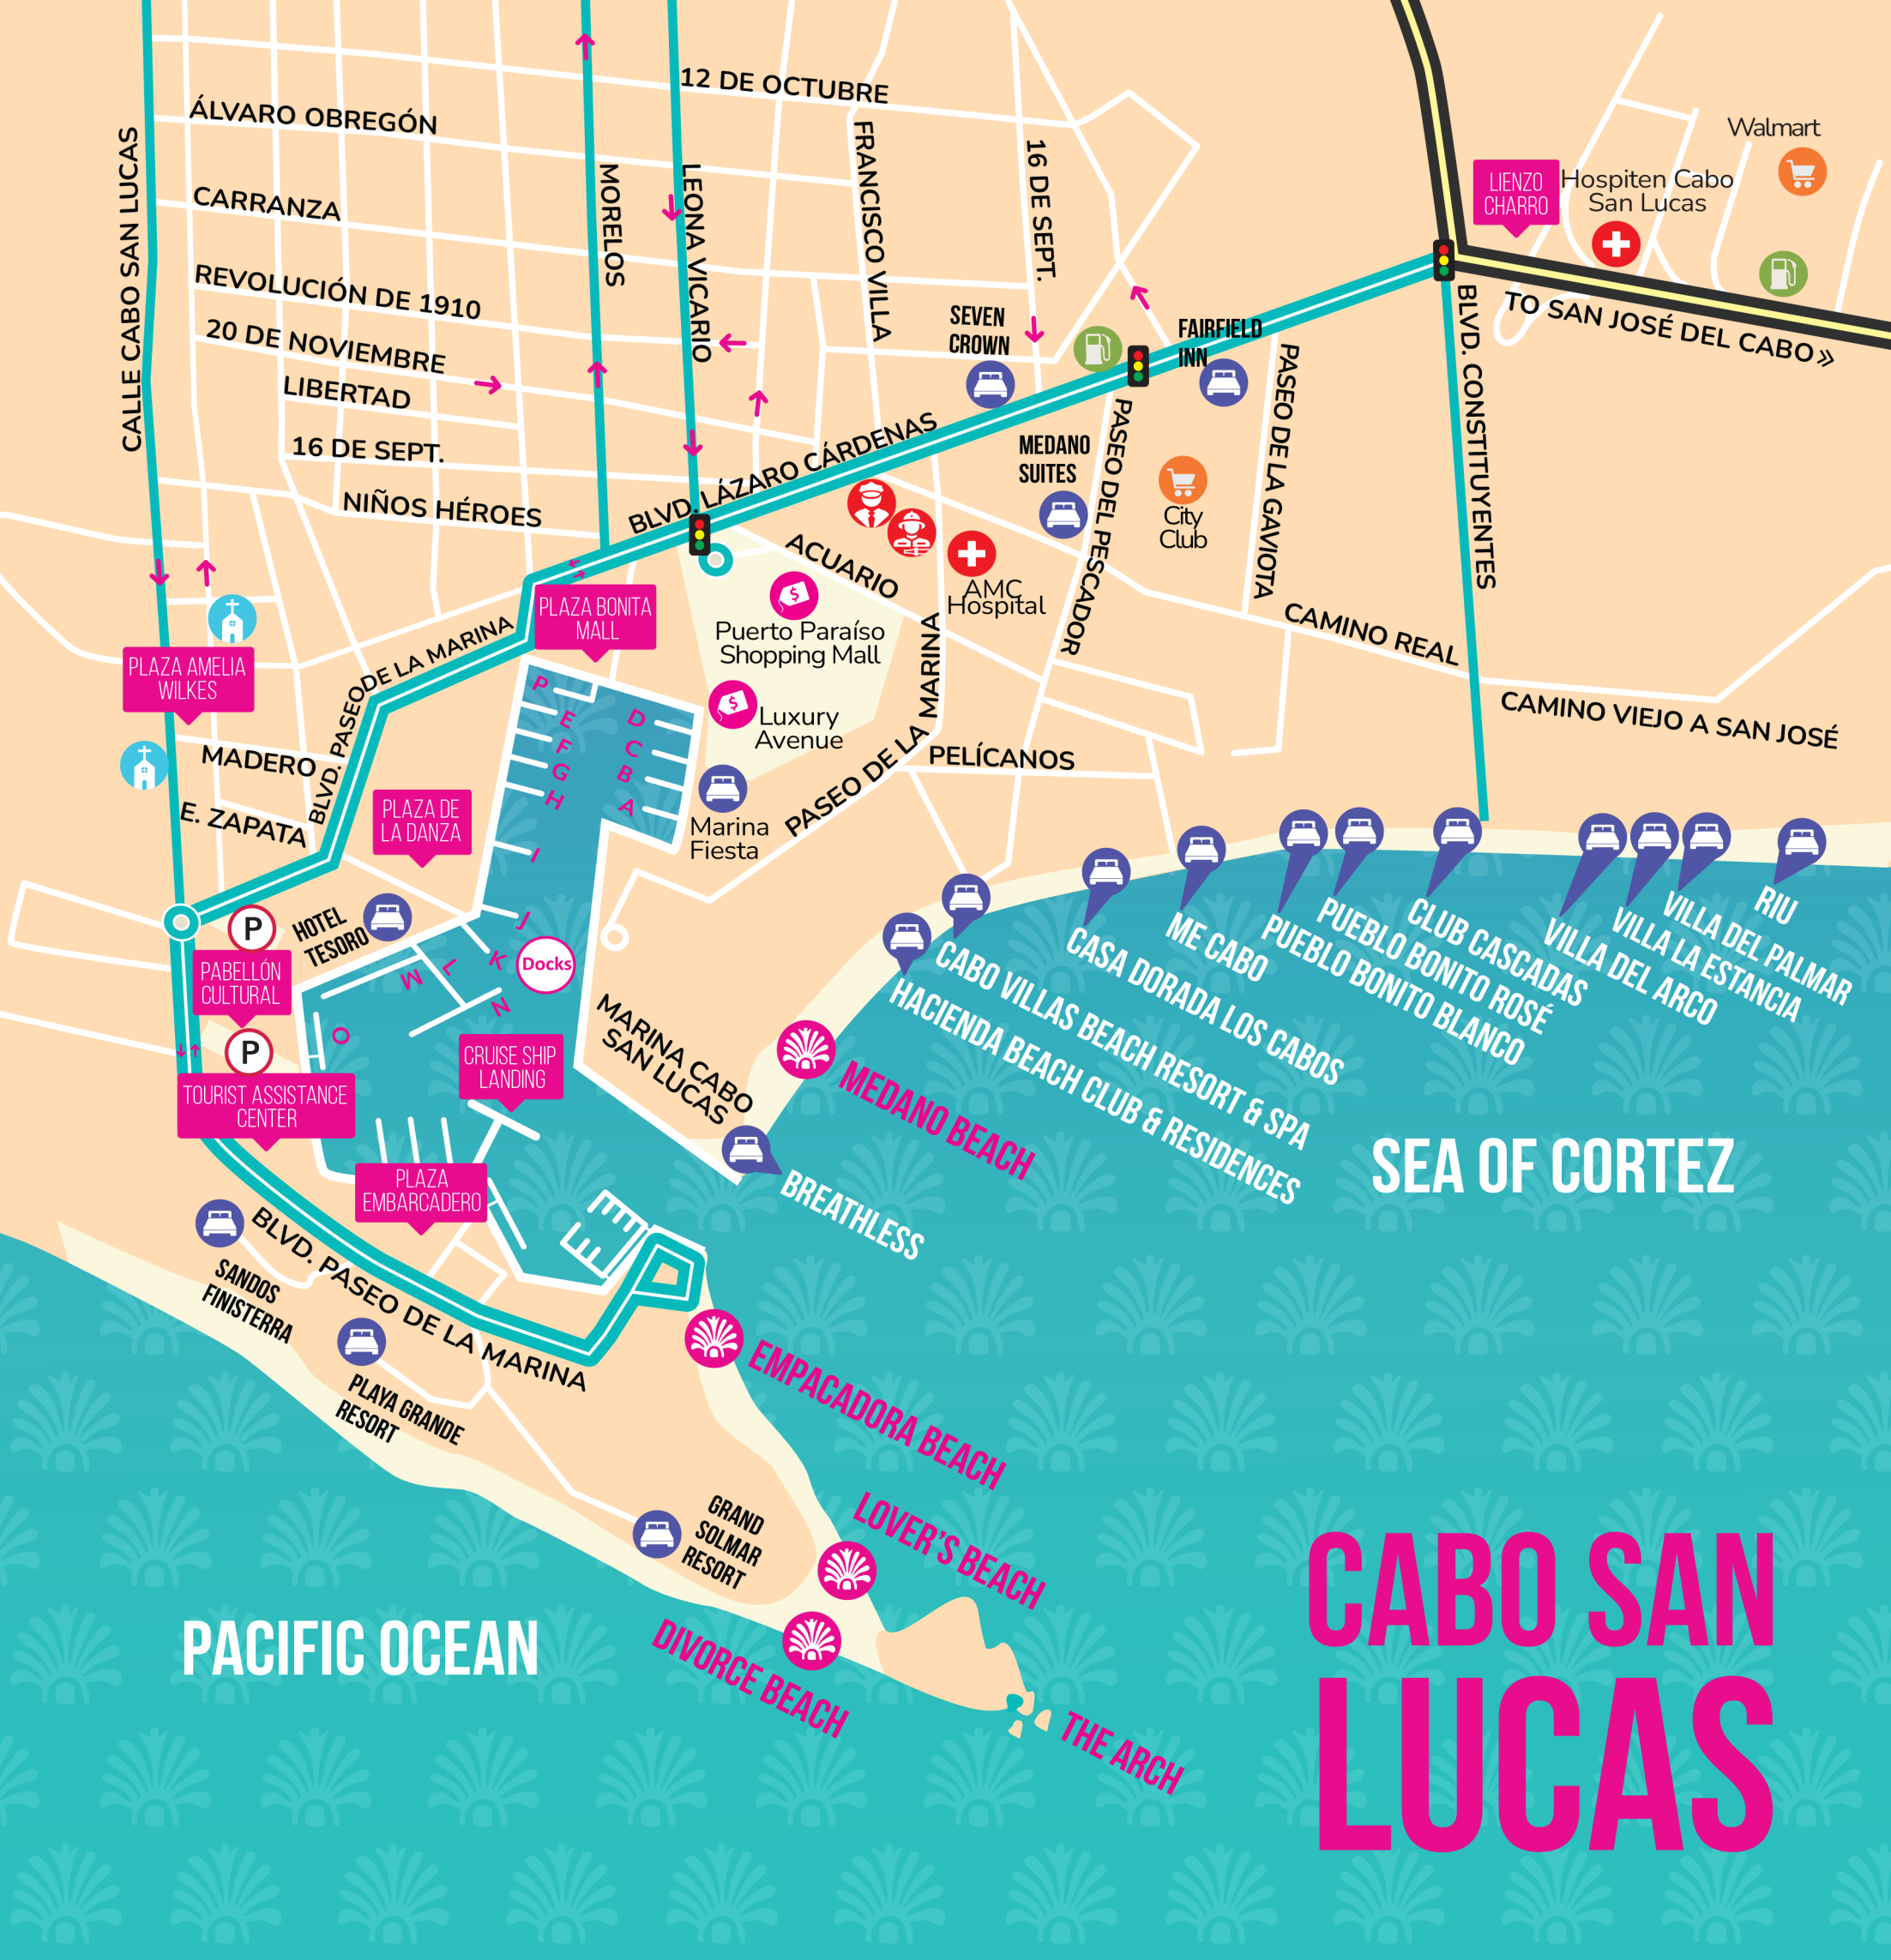 12 DE OCTUBRE
ÁLVARO OBREGÓN
CALLE CABO SAN LUCAS
CARRANZA
MORELOS
LEONA VICARIO
FRANCISCO VILLA
16 DE SEPT.
Walmart
LIENZO
CHARRO
Hospiten Cabo
San Lucas
REVOLUCIÓN DE 1910
20 DE NOVIEMBRE
LIBERTAD
16 DE SEPT.
NIÑOS HÉROES
SEVEN
CROWN
FAIRFIELD
INN
TO SAN JOSÉ DEL CABO»
BLVD. CONSTITUYENTES
BLVD. LÁZARO CÁRDENAS
MEDANO
SUITES
PASEO DEL PESCADOR
PASEO DE LA GAVIOTA
City
Club
ACUARIO
AMC
Hospital
PLAZA BONITA
MALL
$
Puerto Paraíso
Shopping Mall
$
Luxury
Avenue
CAMINO REAL
CAMINO VIEJO A SAN JOSÉ
PLAZA AMELIA
WILKES
BLVD. PASEO DE LA MARINA
MADERO
E. ZAPATA
PLAZA DE
LA DANZA
PASEO DE LA MARINA
PELÍCANOS
Marina
Fiesta
P
E
F
G
H
I
J
K
L
M
N
O
D
C
B
A
Docks
HOTEL
TESORO
P
PABELLÓN
CULTURAL
P
TOURIST ASSISTANCE
CENTER
CRUISE SHIP
LANDING
PLAZA
EMBARCADERO
MARINA CABO
SAN LUCAS
MEDANO BEACH
BREATHLESS
HACIENDA BEACH CLUB & RESIDENCES
CABO VILLAS BEACH RESORT & SPA
CASA DORADA LOS CABOS
ME CABO
PUEBLO BONITO BLANCO
PUEBLO BONITO ROSÉ
CLUB CASCADAS
VILLA DEL ARCO
VILLA LA ESTANCIA
VILLA DEL PALMAR
RIU
SEA OF CORTEZ
BLVD. PASEO DE LA MARINA
SANDOS
FINISTERRA
PLAYA GRANDE
RESORT
GRAND
SOLMAR
RESORT
EMPACADORA BEACH
LOVER'S BEACH
DIVORCE BEACH
THE ARCH
PACIFIC OCEAN
CABO SAN
LUCAS